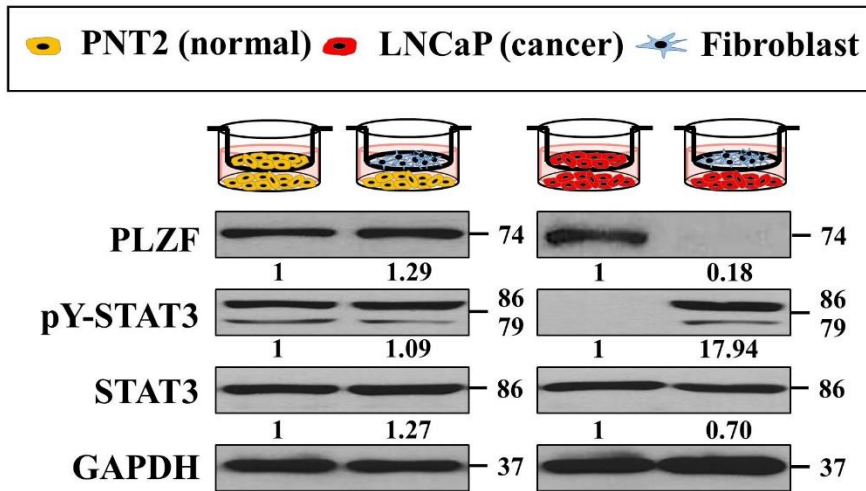 PNT2 (normal) LNCaP (cancer) Fibroblast
PLZF 74 74
1 1.29 1 0.18
pY-STAT3 86 79 86 79
1 1.09 1 17.94
STAT3 86 86
1 1.27 1 0.70
GAPDH 37 37